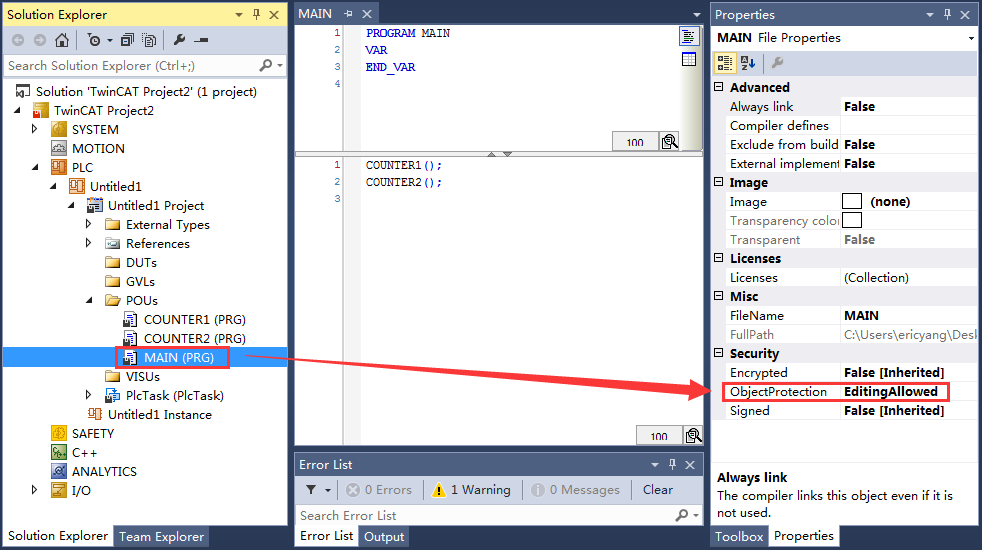 Solution Explorer
Search Solution Explorer (Ctrl+;)
Solution 'TwinCAT Project2' (1 project)
TwinCAT Project2
SYSTEM
MOTION
PLC
Untitled1
Untitled1 Project
External Types
References
DUTs
GVLs
POUs
COUNTER1 (PRG)
COUNTER2 (PRG)
MAIN (PRG)
VISUs
PlcTask (PlcTask)
Untitled1 Instance
SAFETY
C++
ANALYTICS
I/O
Solution Explorer Team Explorer
MAIN
1 PROGRAM MAIN
2 VAR
3 END_VAR
4
100
1 COUNTER1();
2 COUNTER2();
3
100
Error List
0 Errors 1 Warning 0 Messages Clear
Search Error List
Error List Output
Properties
MAIN File Properties
Advanced
Always link False
Compiler defines
Exclude from build False
External implement False
Image
Image (none)
Transparency color
Transparent False
Licenses
Licenses (Collection)
Misc
FileName MAIN
FullPath C:\Users\ericyang\Desk
Security
Encrypted False [Inherited]
ObjectProtection EditingAllowed
Signed False [Inherited]
Always link
The compiler links this object even if it is
not used.
Toolbox Properties